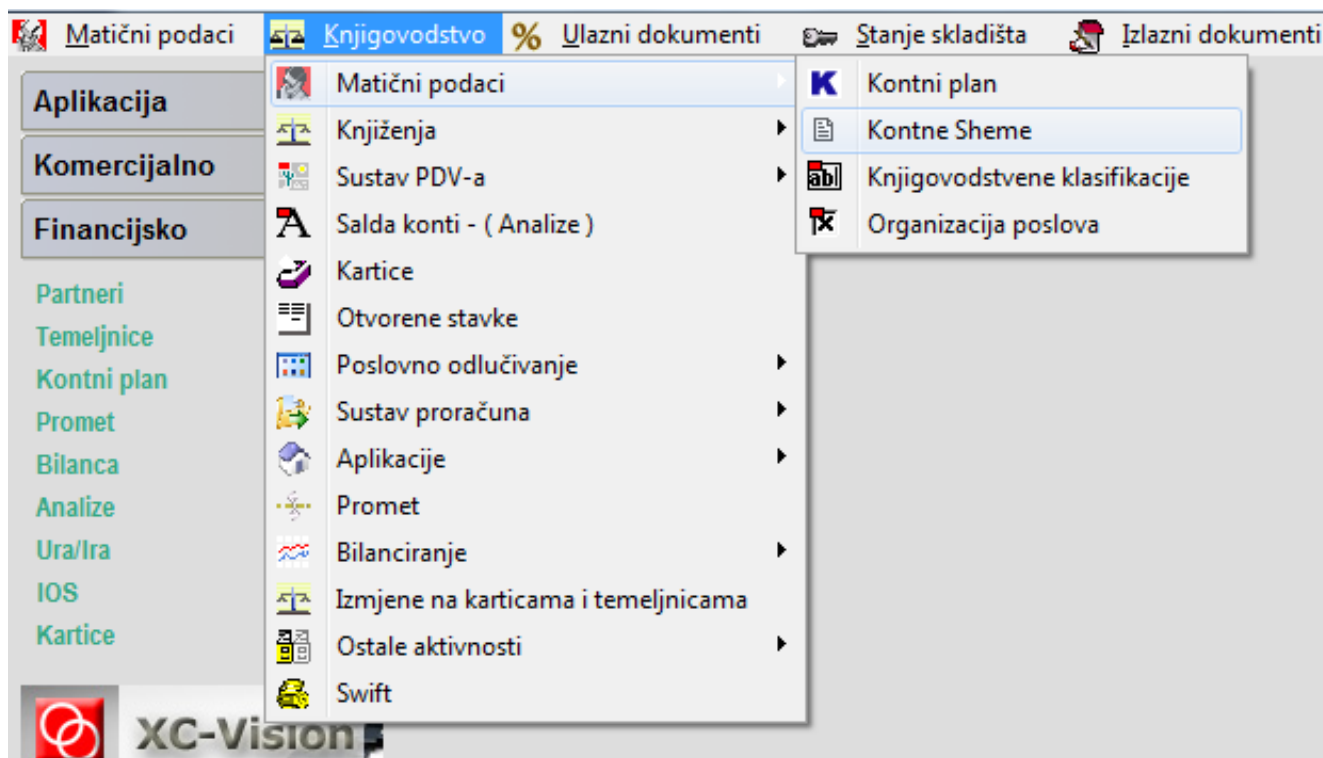 Matični podaci Knjigovodstvo Ulazni dokumenti Stanje skladišta Izlazni dokumenti
Aplikacija
Komercijalno
Financijsko
Partneri
Temeljnice
Kontni plan
Promet
Bilanca
Analize
Ura/Ira
IOS
Kartice
XC-Vision
Matični podaci
Knjiženja
Sustav PDV-a
Salda konti - ( Analize )
Kartice
Otvorene stavke
Poslovno odlučivanje
Sustav proračuna
Aplikacije
Promet
Bilanciranje
Izmjene na karticama i temeljnicama
Ostale aktivnosti
Swift
Kontni plan
Kontne Sheme
Knjigovodstvene klasifikacije
Organizacija poslova